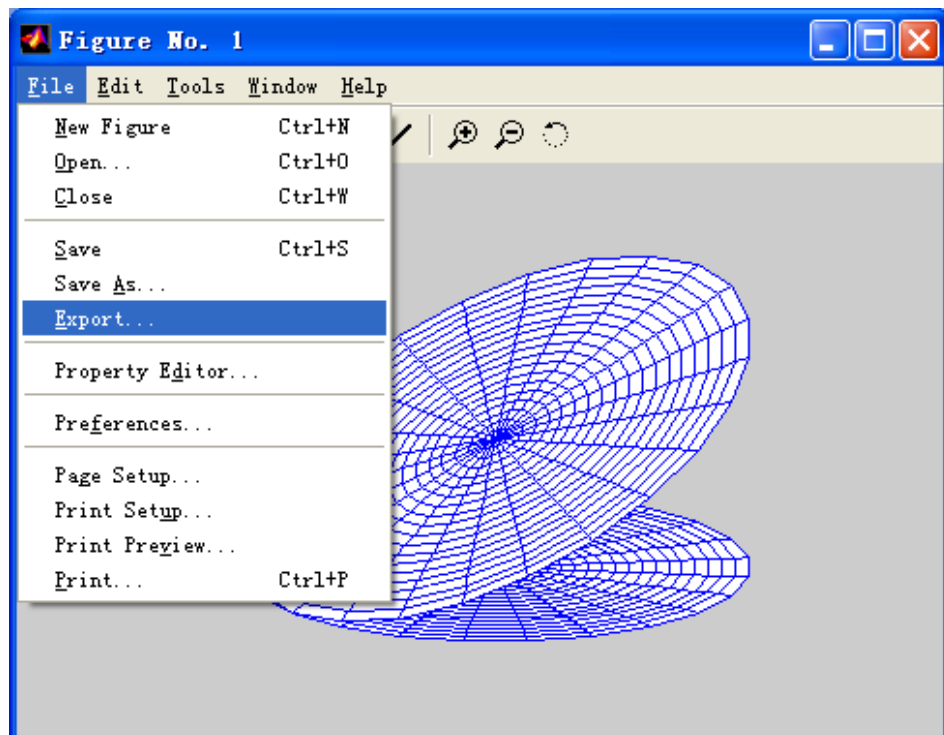 Figure No. 1
File Edit Tools Window Help
New Figure Ctrl+N
Open... Ctrl+O
Close Ctrl+W
Save Ctrl+S
Save As...
Export...
Property Editor...
Preferences...
Page Setup...
Print Setup...
Print Preview...
Print... Ctrl+P